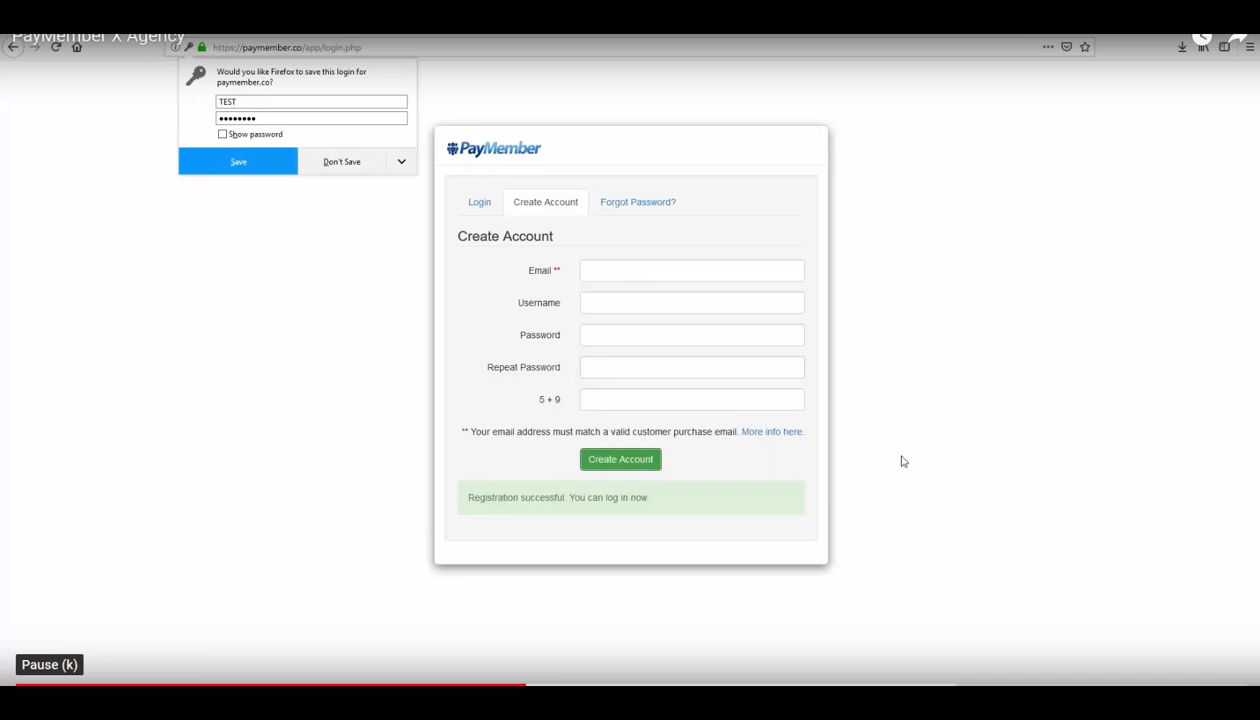 PayMember X Agency
https://paymember.co/app/login.php
Would you like Firefox to save this login for
paymember.co?
TEST
Show password
Save
Don't Save
PayMember
Login
Create Account
Forgot Password?
Create Account
Email **
Username
Password
Repeat Password
5 + 9
** Your email address must match a valid customer purchase email. More info here.
Create Account
Registration successful. You can log in now
Pause (k)